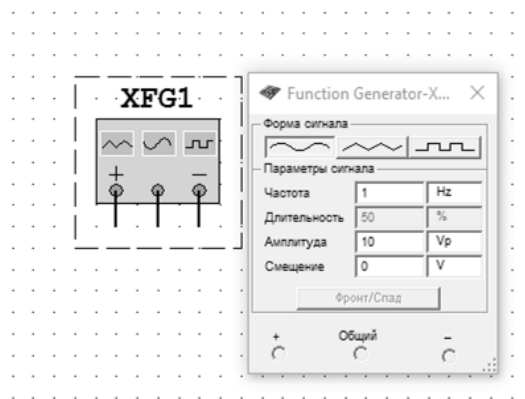 XFG1
+
−
Function Generator-X...
Форма сигнала
Параметры сигнала
Частота 1 Hz
Длительность 50 %
Амплитуда 10 Vp
Смещение 0 V
Фронт/Спад
+ Общий −